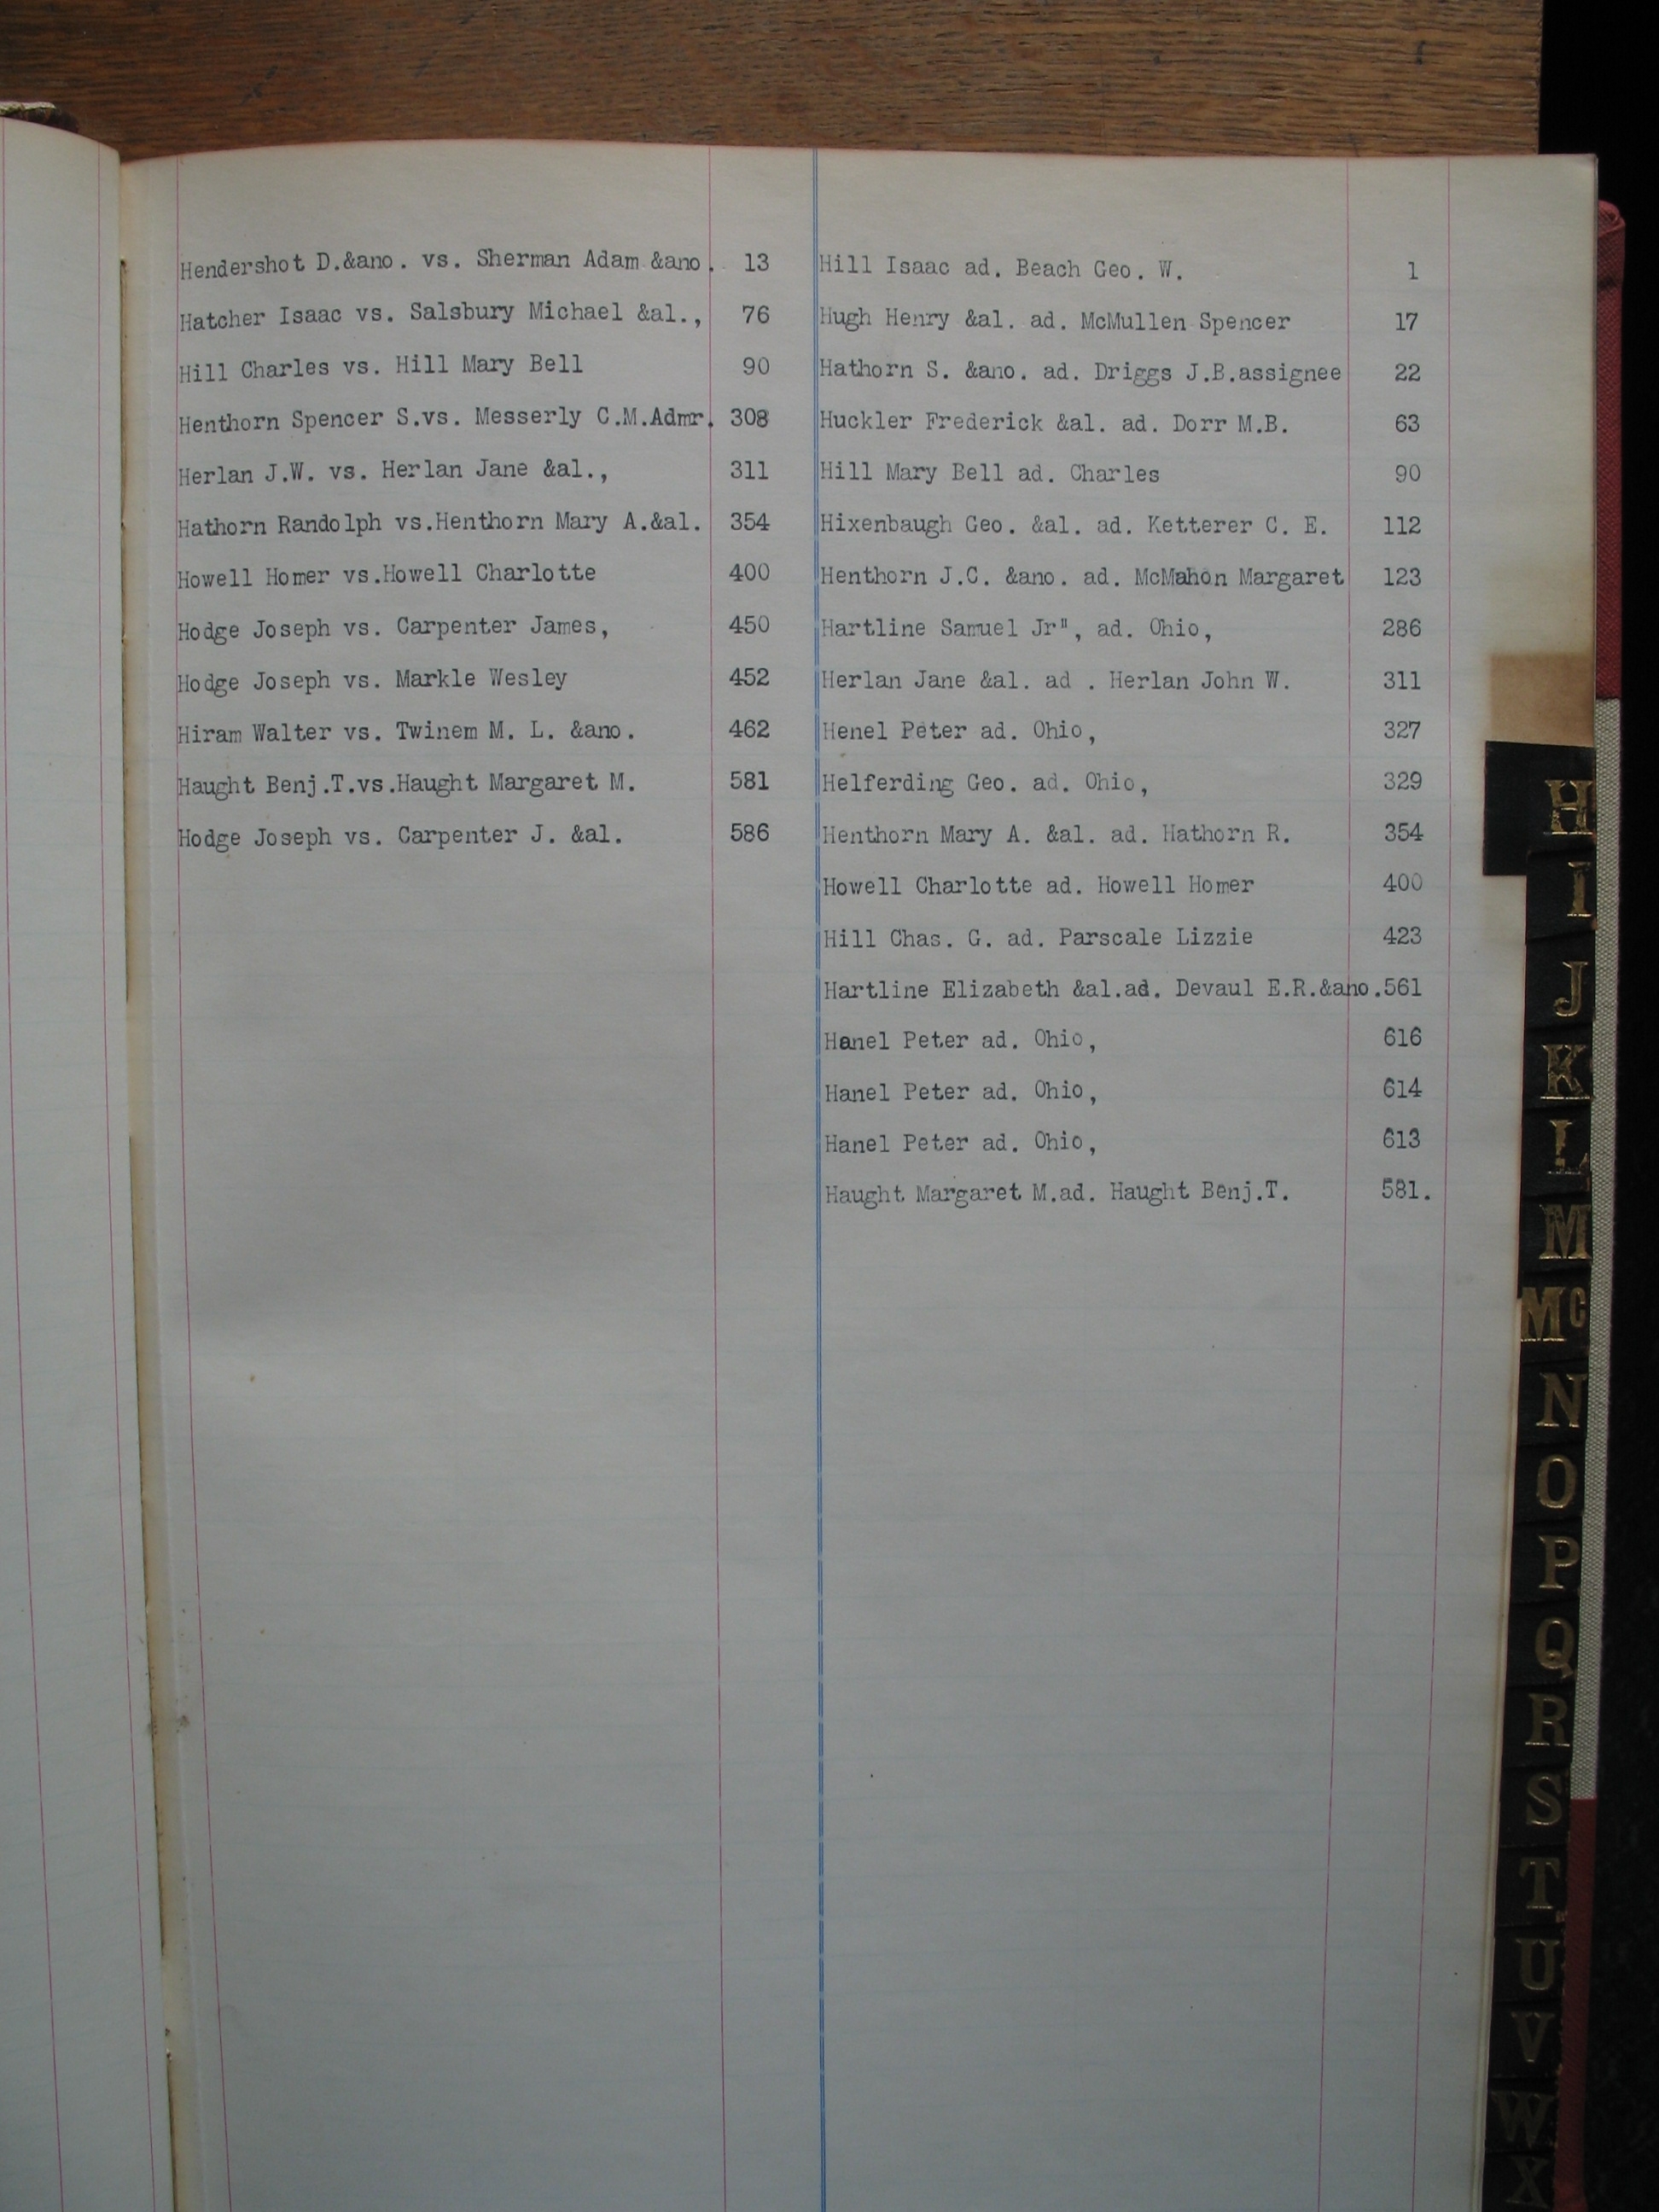 Hendershot D.&ano. vs. Sherman Adam &ano. 13
Hatcher Isaac vs. Salsbury Michael &al., 76
Hill Charles vs. Hill Mary Bell 90
Henthorn Spencer S.vs. Messerly C.M.Admr. 308
Herlan J.W. vs. Herlan Jane &al., 311
Hathorn Randolph vs.Henthorn Mary A.&al. 354
Howell Homer vs.Howell Charlotte 400
Hodge Joseph vs. Carpenter James, 450
Hodge Joseph vs. Markle Wesley 452
Hiram Walter vs. Twinem M. L. &ano. 462
Haught Benj.T.vs.Haught Margaret M. 581
Hodge Joseph vs. Carpenter J. &al. 586
Hill Isaac ad. Beach Geo. W. 1
Hugh Henry &al. ad. McMullen Spencer 17
Hathorn S. &ano. ad. Driggs J.B.assignee 22
Huckler Frederick &al. ad. Dorr M.B. 63
Hill Mary Bell ad. Charles 90
Hixenbaugh Geo. &al. ad. Ketterer C. E. 112
Henthorn J.C. &ano. ad. McMahon Margaret 123
Hartline Samuel Jr", ad. Ohio, 286
Herlan Jane &al. ad . Herlan John W. 311
Henel Peter ad. Ohio, 327
Helferding Geo. ad. Ohio, 329
Henthorn Mary A. &al. ad. Hathorn R. 354
Howell Charlotte ad. Howell Homer 400
Hill Chas. G. ad. Parscale Lizzie 423
Hartline Elizabeth &al.ad. Devaul E.R.&ano.561
Hanel Peter ad. Ohio, 616
Hanel Peter ad. Ohio, 614
Hanel Peter ad. Ohio, 613
Haught Margaret M.ad. Haught Benj.T. 581.
H
I
J
K
L
M
Mc
N
O
P
Q
R
S
T
U
V
W
X